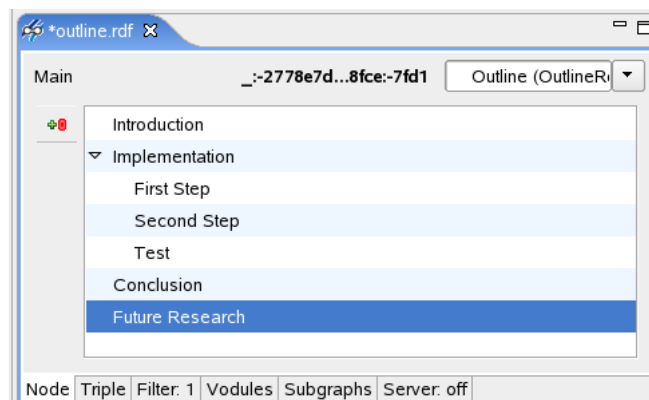 *outline.rdf
Main _:-2778e7d...8fce:-7fd1 Outline (OutlineR
Introduction
Implementation
First Step
Second Step
Test
Conclusion
Future Research
Node Triple Filter: 1 Vodules Subgraphs Server: off